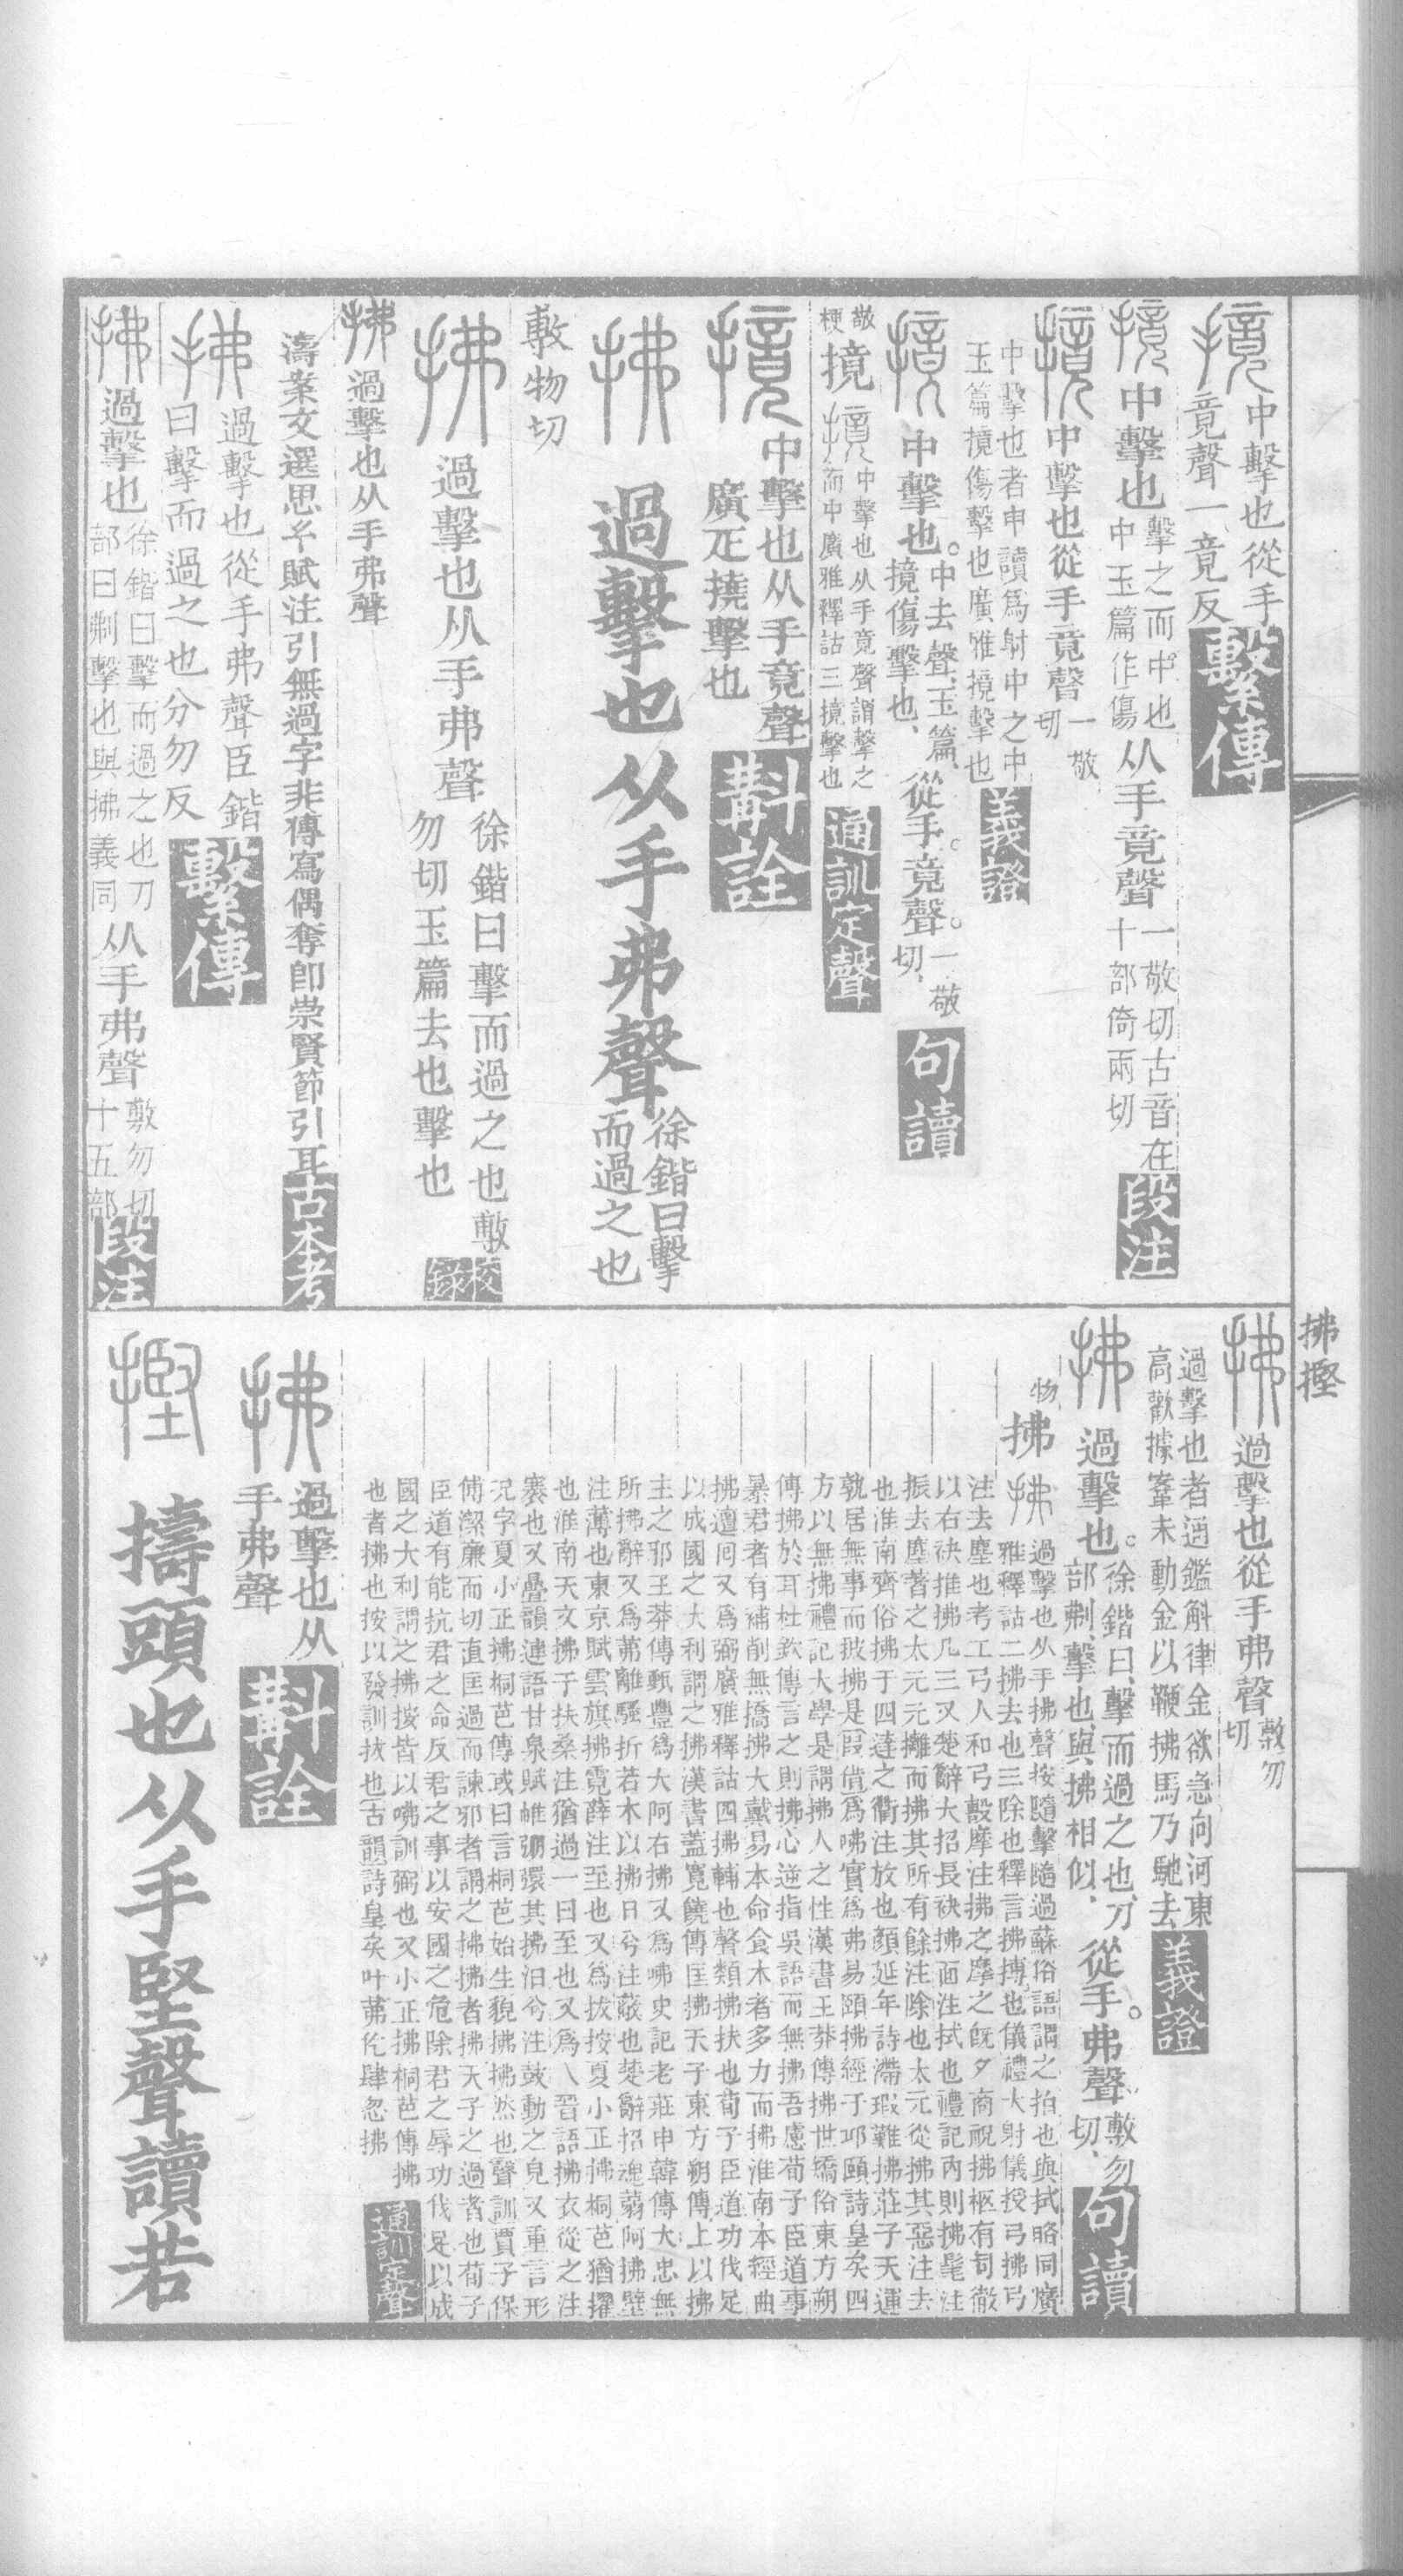 中擊也從手
竟聲一竟反 繫傳
中擊也擊之而中也
中玉篇作傷从手竟聲一敬切古音在
十部倚兩切 段注
中擊也從手竟聲一敬
切
中擊也者中讀爲射中之中
玉篇摬傷擊也廣雅摬擊也 義證
中擊也。中去聲、玉篇、
摬傷擊也、從手。竟聲。一敬
切、 句讀
敬
梗 摬 中擊也从手竟聲謂擊之
而中廣雅釋詁三摬擊也 通訓定聲
中擊也从手竟聲
廣疋撓擊也 斠詮
過擊也从手弗聲徐鍇曰擊
而過之也
敷物切
過擊也从手弗聲徐鍇曰擊而過之也敷
勿切玉篇去也擊也 校錄
過擊也从手弗聲
濤案文選思玄賦注引無過字非傳寫偶奪卽崇賢節引耳 古本考
過擊也從手弗聲臣鍇
曰擊而過之也分勿反 繫傳
過擊也徐鍇曰擊而過之也刀
部曰刜擊也與拂義同从手弗聲敷勿切
十五部 段注
拂摼
過擊也從手弗聲敷勿
切
過擊也者通鑑斛律金欲急向河東
高歡據鞌未動金以鞭拂馬乃馳去 義證
過擊也。徐鍇曰、擊而過之也、刀
部刜、擊也、與拂相似、從手。弗聲敷勿
切、 句讀
物
拂 過擊也从手拂聲按隨擊隨過蘇俗語謂之拍也與拭略同廣
雅釋詁二拂去也三除也釋言拂搏也儀禮大射儀授弓拂弓
注去塵也考工弓人和弓嗀摩注拂之摩之旣夕商祝拂柩有司徹
以右袂推拂几三又楚辭大招長袂拂面注拭也禮記內則拂髦注
振去塵著之太元元攡而拂其所有餘注除也太元從拂其惡注去
也淮南齊俗拂于四達之衢注放也顏延年詩滯瑕難拂莊子天運
孰居無事而披拂是叚借爲咈實爲弗易頤拂經于邱頤詩皇矣四
方以無拂禮記大學是謂拂人之性漢書王莽傳拂世矯俗東方朔
傳拂於耳杜欽傳言之則拂心逆指吳語而無拂吾慮荀子臣道事
暴君者有補削無撟拂大戴易本命食木者多力而拂淮南本經曲
拂邅囘又爲弼廣雅釋詁四拂輔也聲類拂扶也荀子臣道功伐足
以成國之大利謂之拂漢書蓋寬饒傳匡拂天子東方朔傳上以拂
主之邪王莽傳甄豐爲大阿右拂又爲咈史記老莊申韓傳大忠無
所拂辭又爲茀離騷折若木以拂日兮注蔽也楚辭招魂蒻阿拂壁
注薄也東京賦雲旗拂霓薛注至也又爲拔按夏小正拂桐芭猶擢
也淮南天文拂于扶桑注猶過一曰至也又爲乀晉語拂衣從之注
褰也又疊韻連語甘泉賦帷弸彋其拂汨兮注鼓動之皃又重言形
況字夏小正拂桐芭傳或曰言桐芭始生貌拂拂然也聲訓賈子保
傅潔廉而切直匡過而諫邪者謂之拂拂者拂天子之過者也荀子
臣道有能抗君之命反君之事以安國之危除君之辱功伐足以成
國之大利謂之拂按皆以咈訓弼也又小正拂桐芭傳拂
也者拂也按以發訓拔也古韻詩皇矣叶茀仡肆忽拂 通訓定聲
過擊也从
手弗聲 斠詮
擣頭也从手堅聲讀若